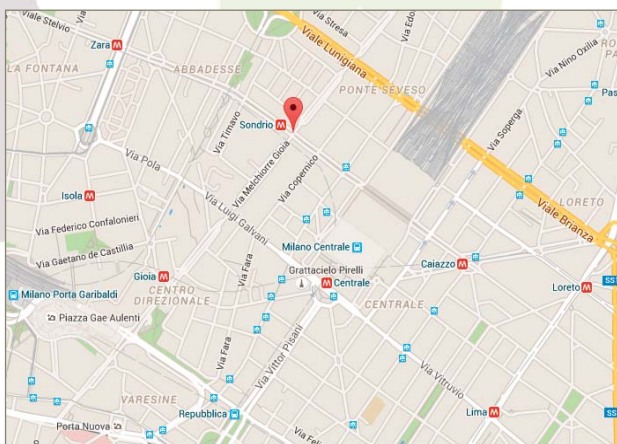 Viale Stelvio
Via Stresa
Zara
Viale Lunigiana
Via Nino Oxilia
LA FONTANA
ABBADESSE
PONTE SEVESO
Via Timavo
Sondrio
Via Soperga
Via Pola
Via Melchiorre Gioia
Via Copernico
Isola
LORETO
Via Luigi Galvani
Viale Brianza
Via Federico Confalonieri
Milano Centrale
Via Gaetano de Castillia
Via Fara
Caiazzo
Gioia
Grattacielo Pirelli
Centrale
Loreto
Milano Porta Garibaldi
CENTRO
DIREZIONALE
CENTRALE
Piazza Gae Aulenti
Via Fara
Via Vittor Pisani
Via Vitruvio
VARESINE
Repubblica
Lima
Porta Nuova